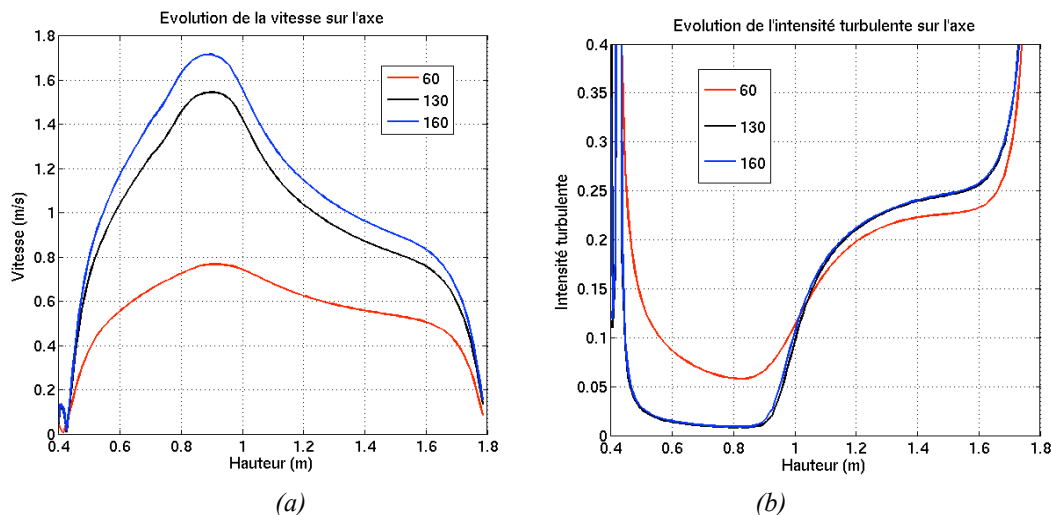 Evolution de la vitesse sur l'axe
1.8
1.6
1.4
1.2
1
0.8
0.6
0.4
0.2
0
Vitesse (m/s)
60
130
160
0.4 0.6 0.8 1 1.2 1.4 1.6 1.8
Hauteur (m)
(a)
Evolution de l'intensité turbulente sur l'axe
0.4
0.35
0.3
0.25
0.2
0.15
0.1
0.05
0
Intensité turbulente
60
130
160
0.4 0.6 0.8 1 1.2 1.4 1.6 1.8
Hauteur (m)
(b)